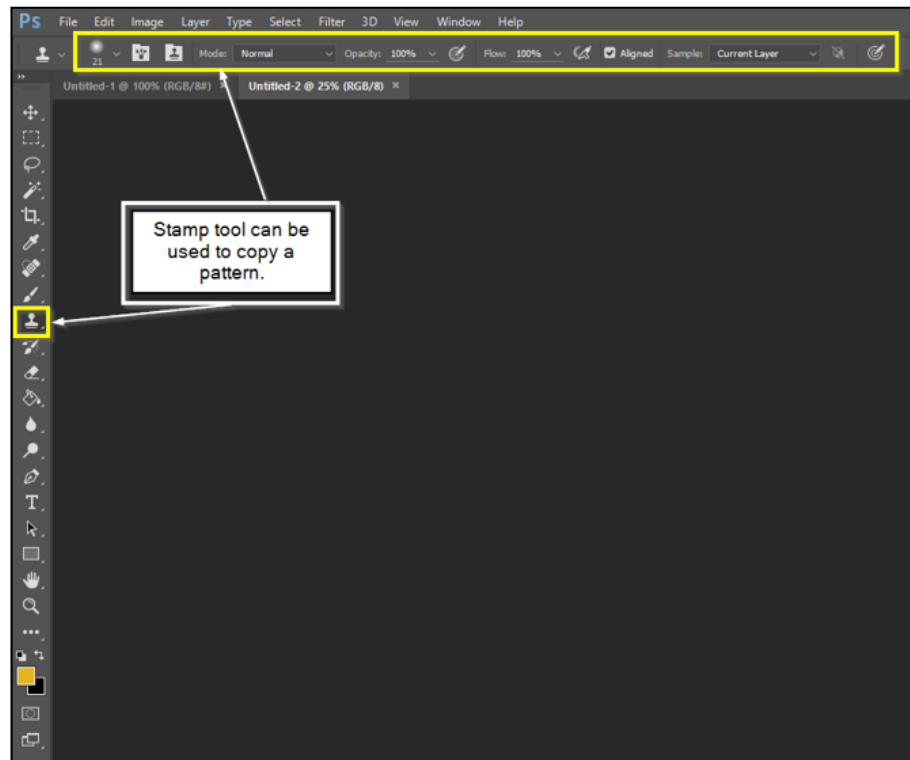 Ps File Edit Image Layer Type Select Filter 3D View Window Help
21 Mode: Normal Opacity: 100% Flow: 100% Aligned Sample: Current Layer
Untitled-1 @ 100% (RGB/8#) × Untitled-2 @ 25% (RGB/8) ×
Stamp tool can be
used to copy a
pattern.
T